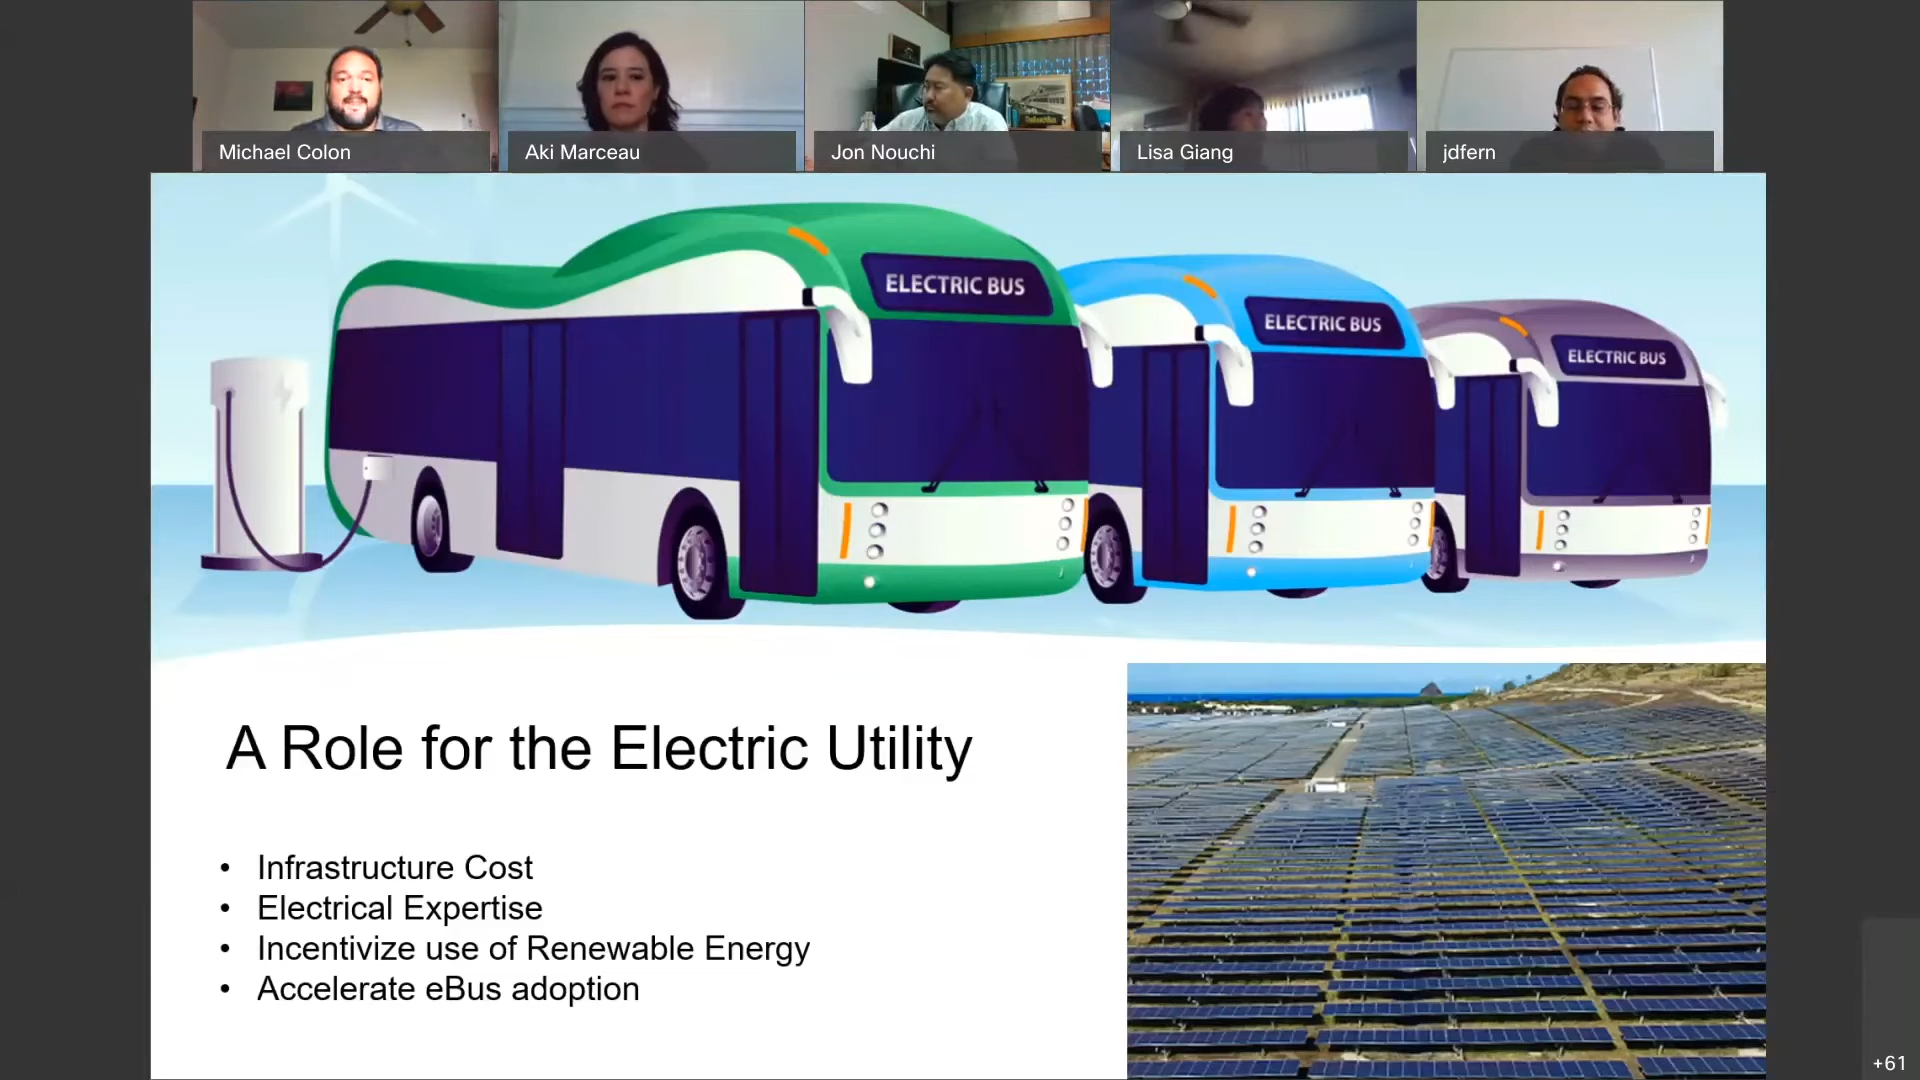 Michael Colon
Aki Marceau
Jon Nouchi
Lisa Giang
jdfern
ELECTRIC BUS
ELECTRIC BUS
ELECTRIC BUS
A Role for the Electric Utility
• Infrastructure Cost
• Electrical Expertise
• Incentivize use of Renewable Energy
• Accelerate eBus adoption
+61